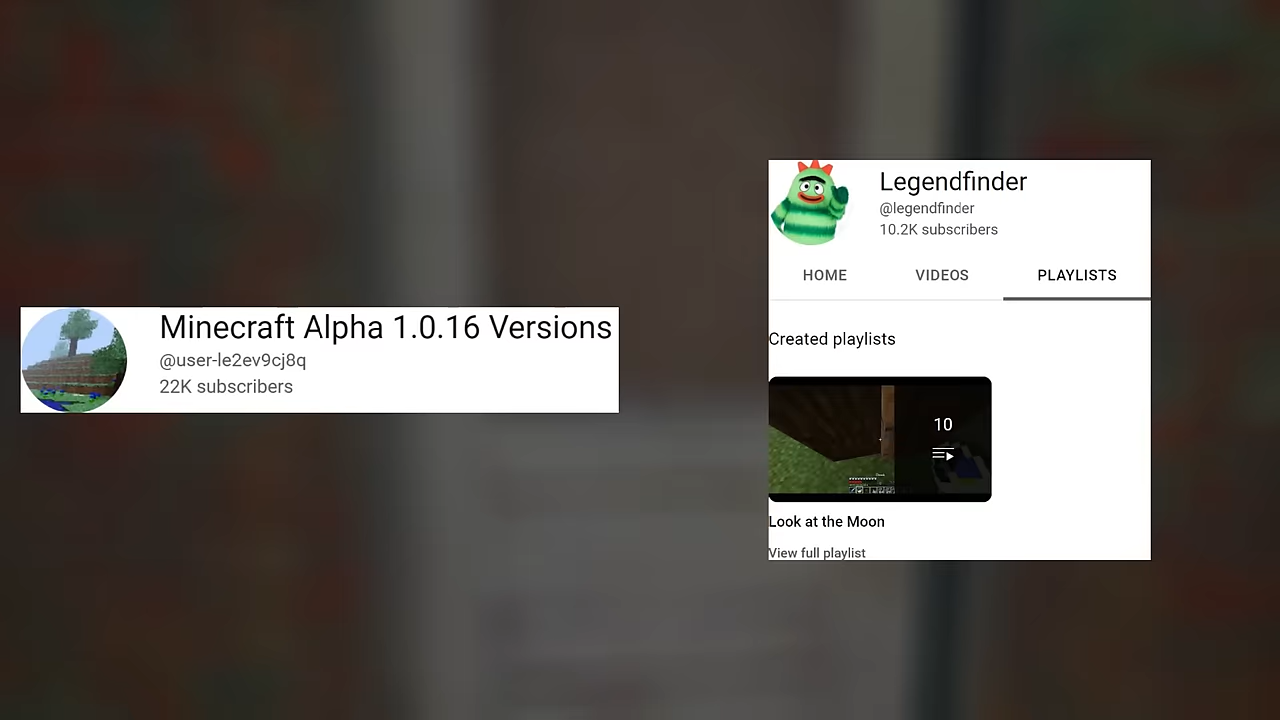 Minecraft Alpha 1.0.16 Versions
@user-le2ev9cj8q
22K subscribers
Legendfinder
@legendfinder
10.2K subscribers
HOME VIDEOS PLAYLISTS
Created playlists
10
Look at the Moon
View full playlist